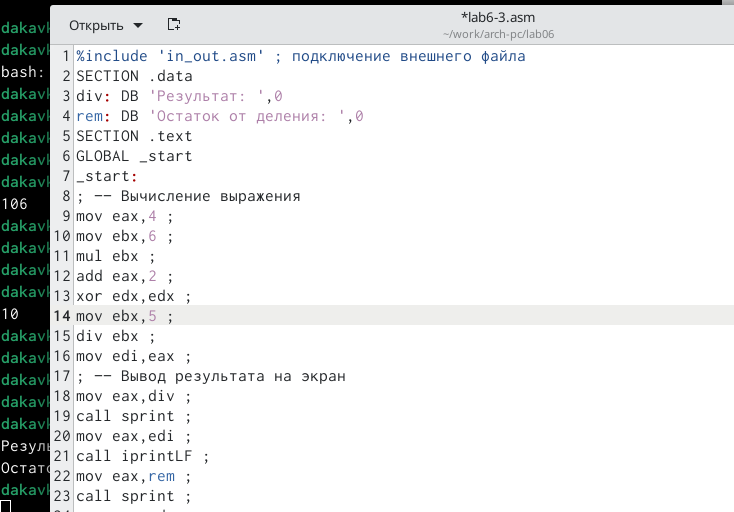 Открыть
*lab6-3.asm
~/work/arch-pc/lab06
dakavk
dakavk
bash:
dakavk
dakavk
dakavk
dakavk
dakavk
106
dakavk
dakavk
dakavk
dakavk
10
dakavk
dakavk
dakavk
dakavk
dakavk
dakavk
1 %include 'in_out.asm' ; подключение внешнего файла
2 SECTION .data
3 div: DB 'Результат: ',0
4 rem: DB 'Остаток от деления: ',0
5 SECTION .text
6 GLOBAL _start
7 _start:
8 ; -- Вычисление выражения
9 mov eax,4 ;
10 mov ebx,6 ;
11 mul ebx ;
12 add eax,2 ;
13 xor edx,edx ;
14 mov ebx,5 ;
15 div ebx ;
16 mov edi,eax ;
17 ; -- Вывод результата на экран
18 mov eax,div ;
19 call sprint ;
20 mov eax,edi ;
21 call iprintLF ;
22 mov eax,rem ;
23 call sprint ;